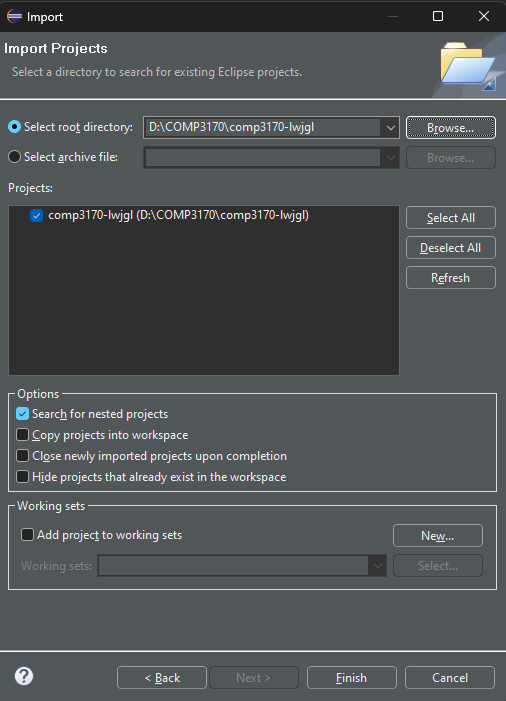 Import
Import Projects
Select a directory to search for existing Eclipse projects.
Select root directory: D:\COMP3170\comp3170-lwjgl Browse...
Select archive file: Browse...
Projects:
comp3170-lwjgl (D:\COMP3170\comp3170-lwjgl)
Select All
Deselect All
Refresh
Options
Search for nested projects
Copy projects into workspace
Close newly imported projects upon completion
Hide projects that already exist in the workspace
Working sets
Add project to working sets New...
Working sets: Select...
? < Back Next > Finish Cancel